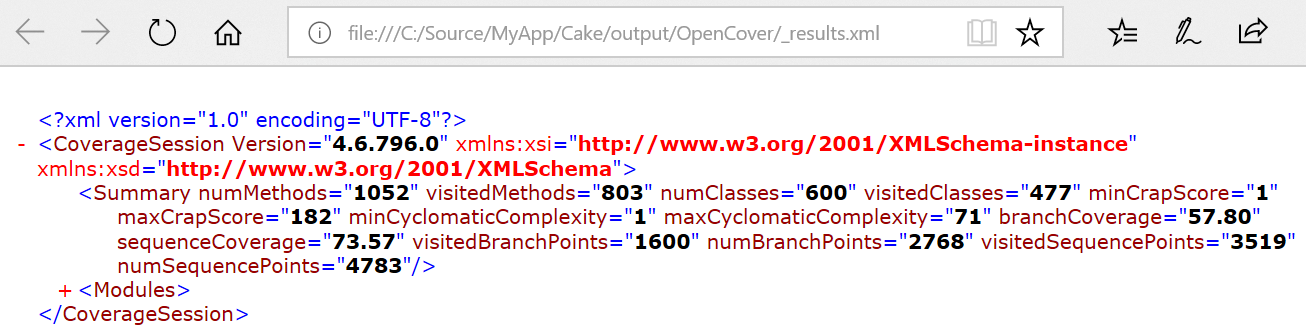 file:///C:/Source/MyApp/Cake/output/OpenCover/_results.xml
<?xml version="1.0" encoding="UTF-8"?>
- <CoverageSession Version="4.6.796.0" xmlns:xsi="http://www.w3.org/2001/XMLSchema-instance"
xmlns:xsd="http://www.w3.org/2001/XMLSchema">
<Summary numMethods="1052" visitedMethods="803" numClasses="600" visitedClasses="477" minCrapScore="1"
maxCrapScore="182" minCyclomaticComplexity="1" maxCyclomaticComplexity="71" branchCoverage="57.80"
sequenceCoverage="73.57" visitedBranchPoints="1600" numBranchPoints="2768" visitedSequencePoints="3519"
numSequencePoints="4783"/>
+ <Modules>
</CoverageSession>